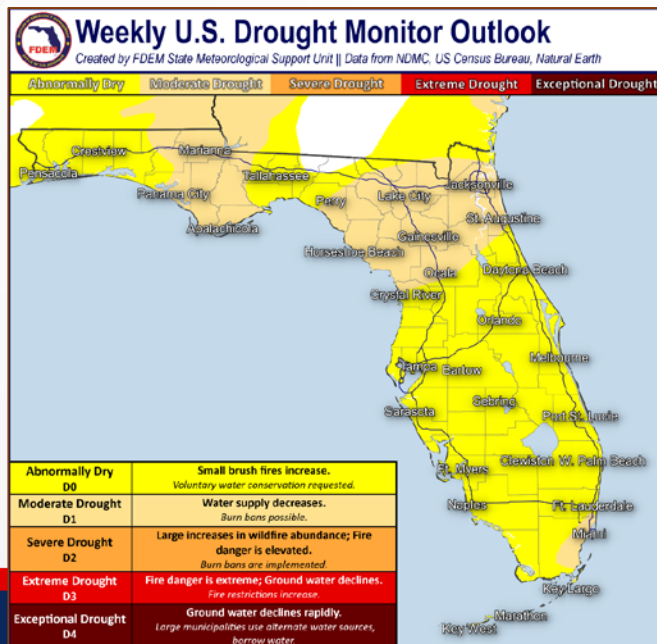 FDEM
Weekly U.S. Drought Monitor Outlook
Created by FDEM State Meteorological Support Unit || Data from NDMC, US Census Bureau, Natural Earth
Abnormally Dry Moderate Drought Severe Drought Extreme Drought Exceptional Drought
Crestview
Marianna
Pensacola
Tallahassee
Jacksonville
Panama City
Perry
Lake City
Apalachicola
St. Augustine
Gainesville
Horseshoe Beach
Ocala
Daytona Beach
Crystal River
Orlando
Melbourne
Tampa
Bartow
Sebring
Sarasota
Port St. Lucie
Ft. Myers
Clewiston
W. Palm Beach
Naples
Ft. Lauderdale
Miami
Key Largo
Marathon
Key West
Abnormally Dry
D0
Small brush fires increase.
Voluntary water conservation requested.
Moderate Drought
D1
Water supply decreases.
Burn bans possible.
Severe Drought
D2
Large increases in wildfire abundance; Fire
danger is elevated.
Burn bans are implemented.
Extreme Drought
D3
Fire danger is extreme; Ground water declines.
Fire restrictions increase.
Exceptional Drought
D4
Ground water declines rapidly.
Large municipalities use alternate water sources,
borrow water.